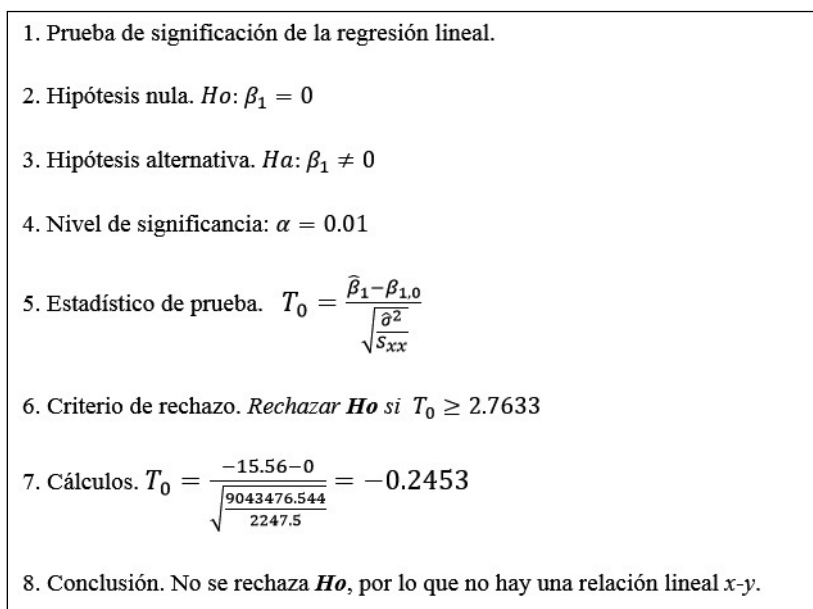 1. Prueba de significación de la regresión lineal.
2. Hipótesis nula. Ho: β₁ = 0
3. Hipótesis alternativa. Ha: β₁ ≠ 0
4. Nivel de significancia: α = 0.01
5. Estadístico de prueba. T₀ = (β̂₁−β₁,₀)/√(∂̂²/Sxx)
6. Criterio de rechazo. Rechazar Ho si T₀ ≥ 2.7633
7. Cálculos. T₀ = (−15.56−0)/√(9043476.544/2247.5) = −0.2453
8. Conclusión. No se rechaza Ho, por lo que no hay una relación lineal x-y.